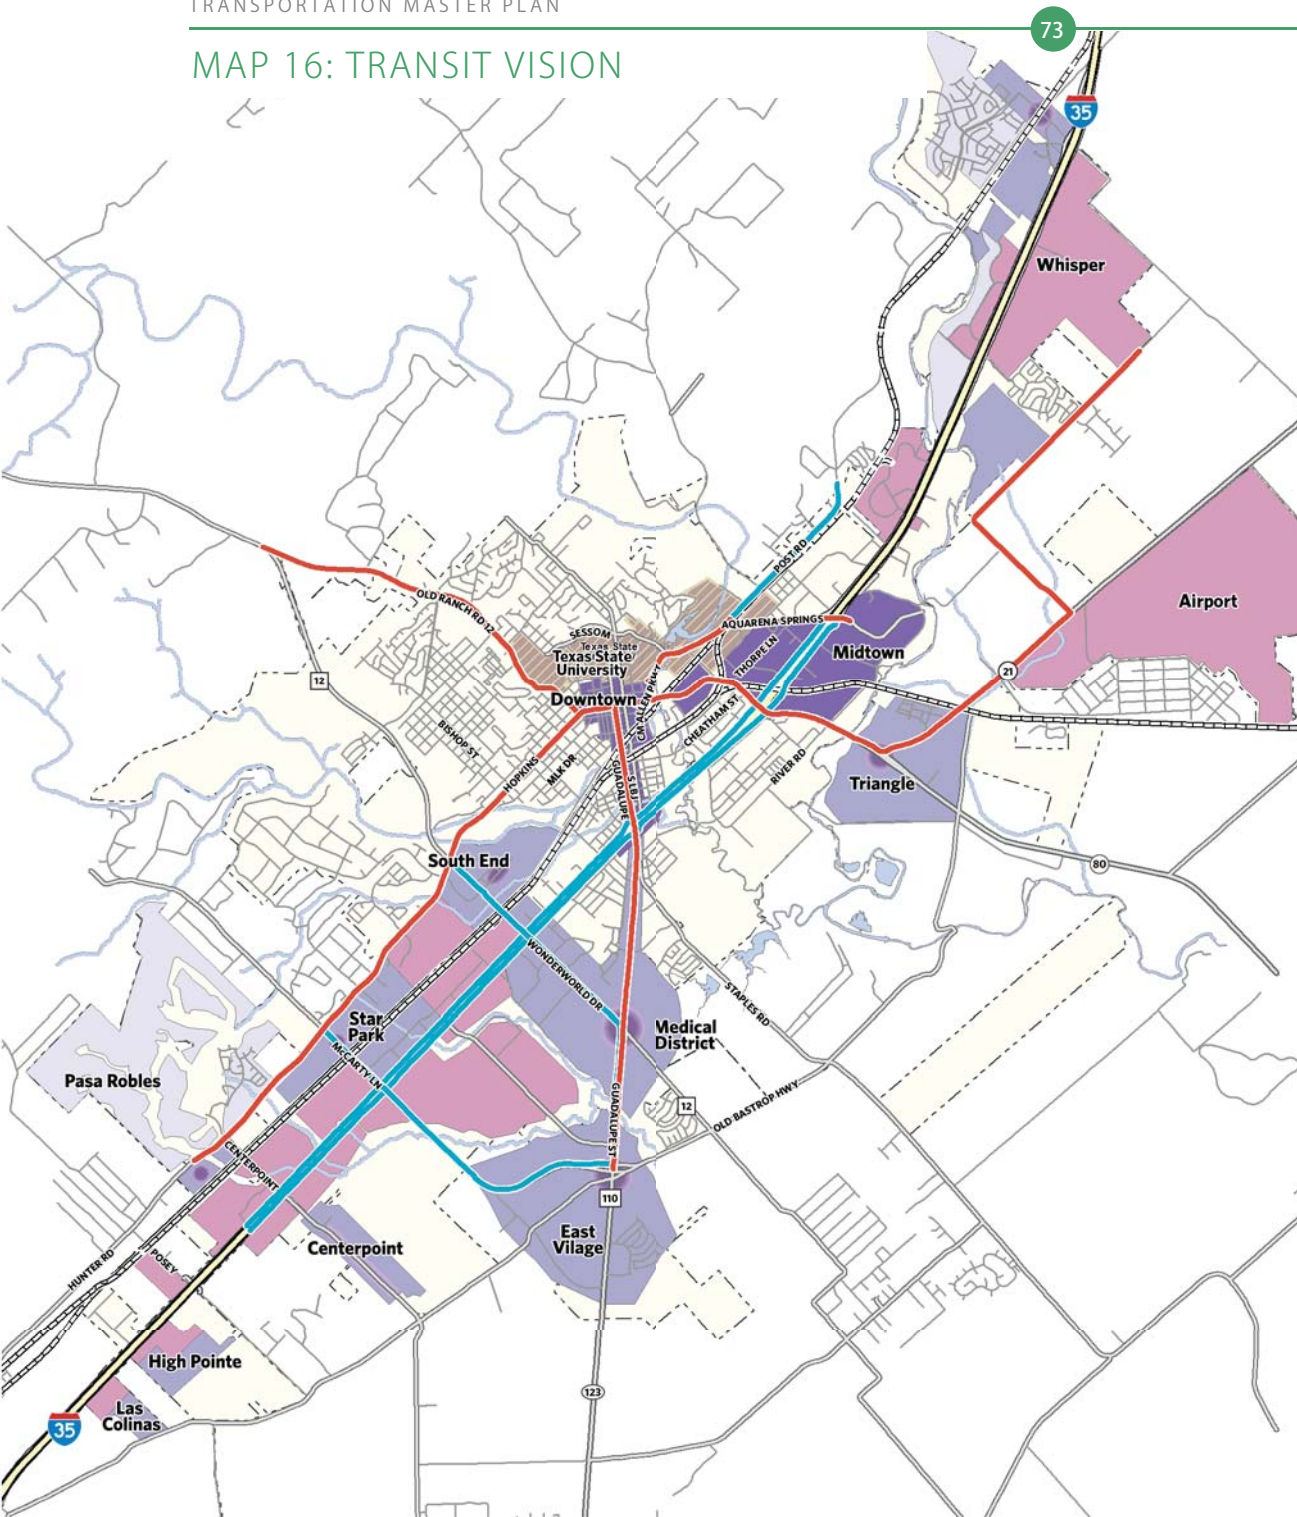 TRANSPORTATION MASTER PLAN
73
MAP 16: TRANSIT VISION
35
Whisper
POST RD
OLD RANCH RD 12
AQUARENA SPRINGS
Airport
SESSOM
Texas State
Texas State
University
THORPE LN
Midtown
21
12
Downtown
CM ALLEN PKWY
CHEATHAM ST
BISHOP ST
HOPKINS
MLK DR
GUADALUPE
S LBJ
RIVER RD
Triangle
South End
80
WONDERWORLD DR
STAPLES RD
Star
Park
Medical
District
McCARTY LN
Pasa Robles
GUADALUPE ST
12
OLD BASTROP HWY
CENTERPOINT
110
East
Vilage
Centerpoint
HUNTER RD
POSEY
High Pointe
123
Las
Colinas
35